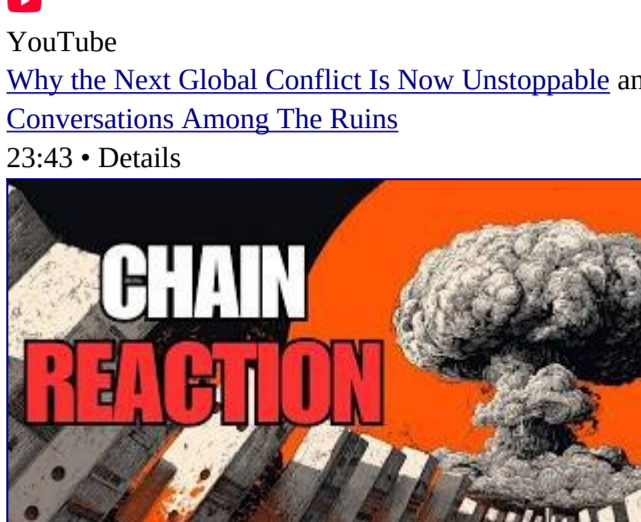 YouTube
Why the Next Global Conflict Is Now Unstoppable
Conversations Among The Ruins
23:43 • Details
CHAIN
REACTION